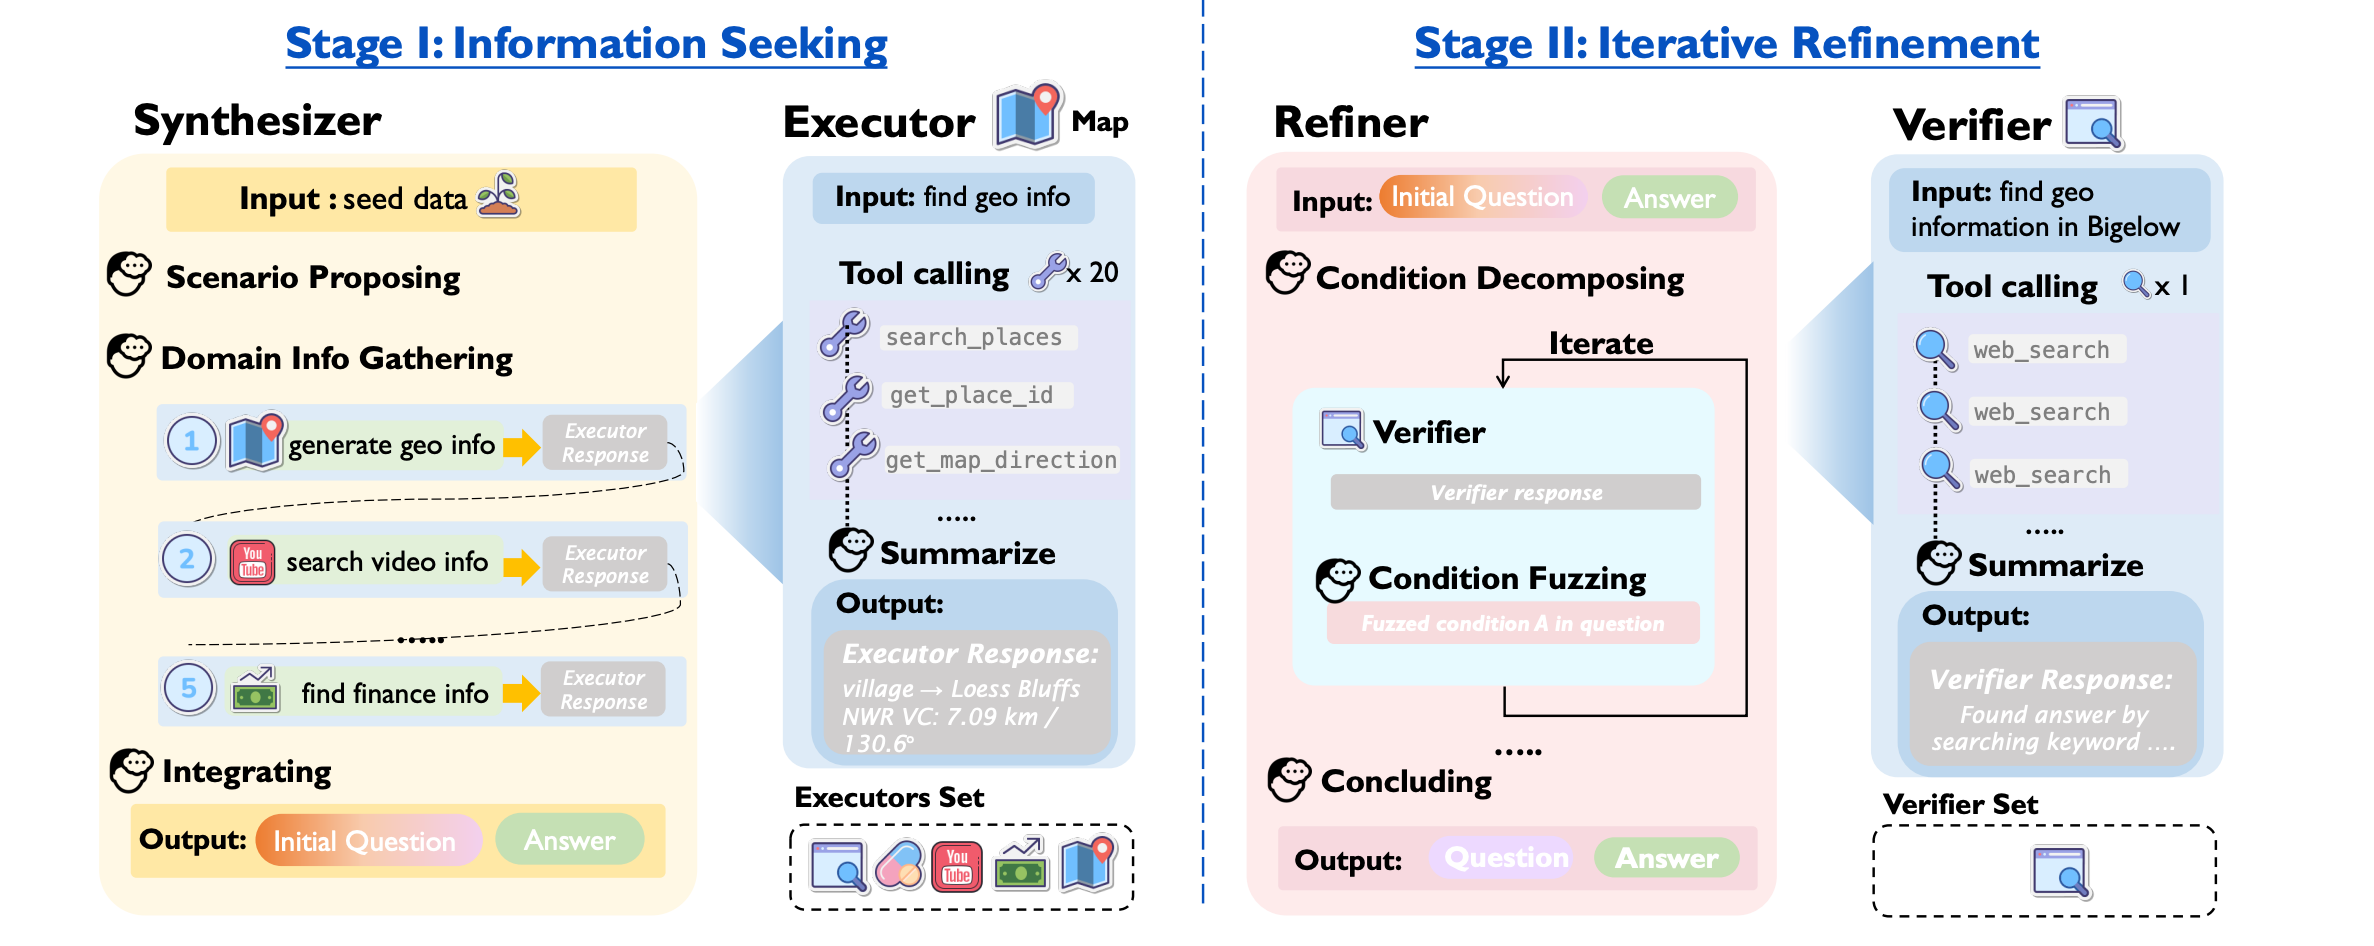 Stage I: Information Seeking
Synthesizer
Input : seed data
Scenario Proposing
Domain Info Gathering
1
generate geo info
Executor
Response
2
You
Tube
search video info
Executor
Response
.....
5
find finance info
Executor
Response
Integrating
Output: Initial Question Answer
Executor
Map
Input: find geo info
Tool calling x 20
search_places
get_place_id
get_map_direction
.....
Summarize
Output:
Executor Response:
village → Loess Bluffs
NWR VC: 7.09 km /
130.6°
Executors Set
You
Tube
Stage II: Iterative Refinement
Refiner
Input: Initial Question Answer
Condition Decomposing
Iterate
Verifier
Verifier response
Condition Fuzzing
Fuzzed condition A in question
.....
Concluding
Output: Question Answer
Verifier
Input: find geo
information in Bigelow
Tool calling x 1
web_search
web_search
web_search
.....
Summarize
Output:
Verifier Response:
Found answer by
searching keyword ....
Verifier Set